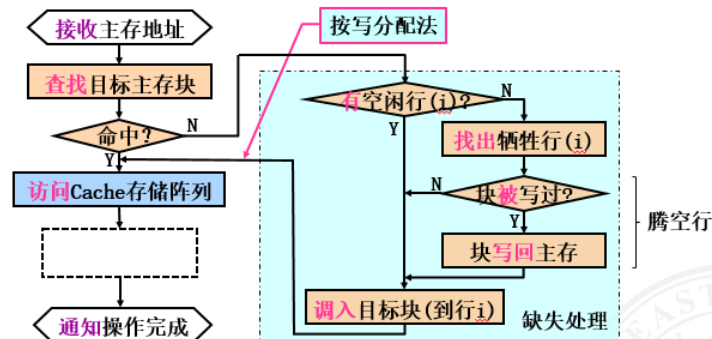 接收主存地址
按写分配法
查找目标主存块
有空闲行(i)?
N
命中?
N
Y
Y
找出牺牲行(i)
访问Cache存储阵列
N
块被写过?
Y
腾空行
块写回主存
调入目标块(到行i)
缺失处理
通知操作完成
EAST